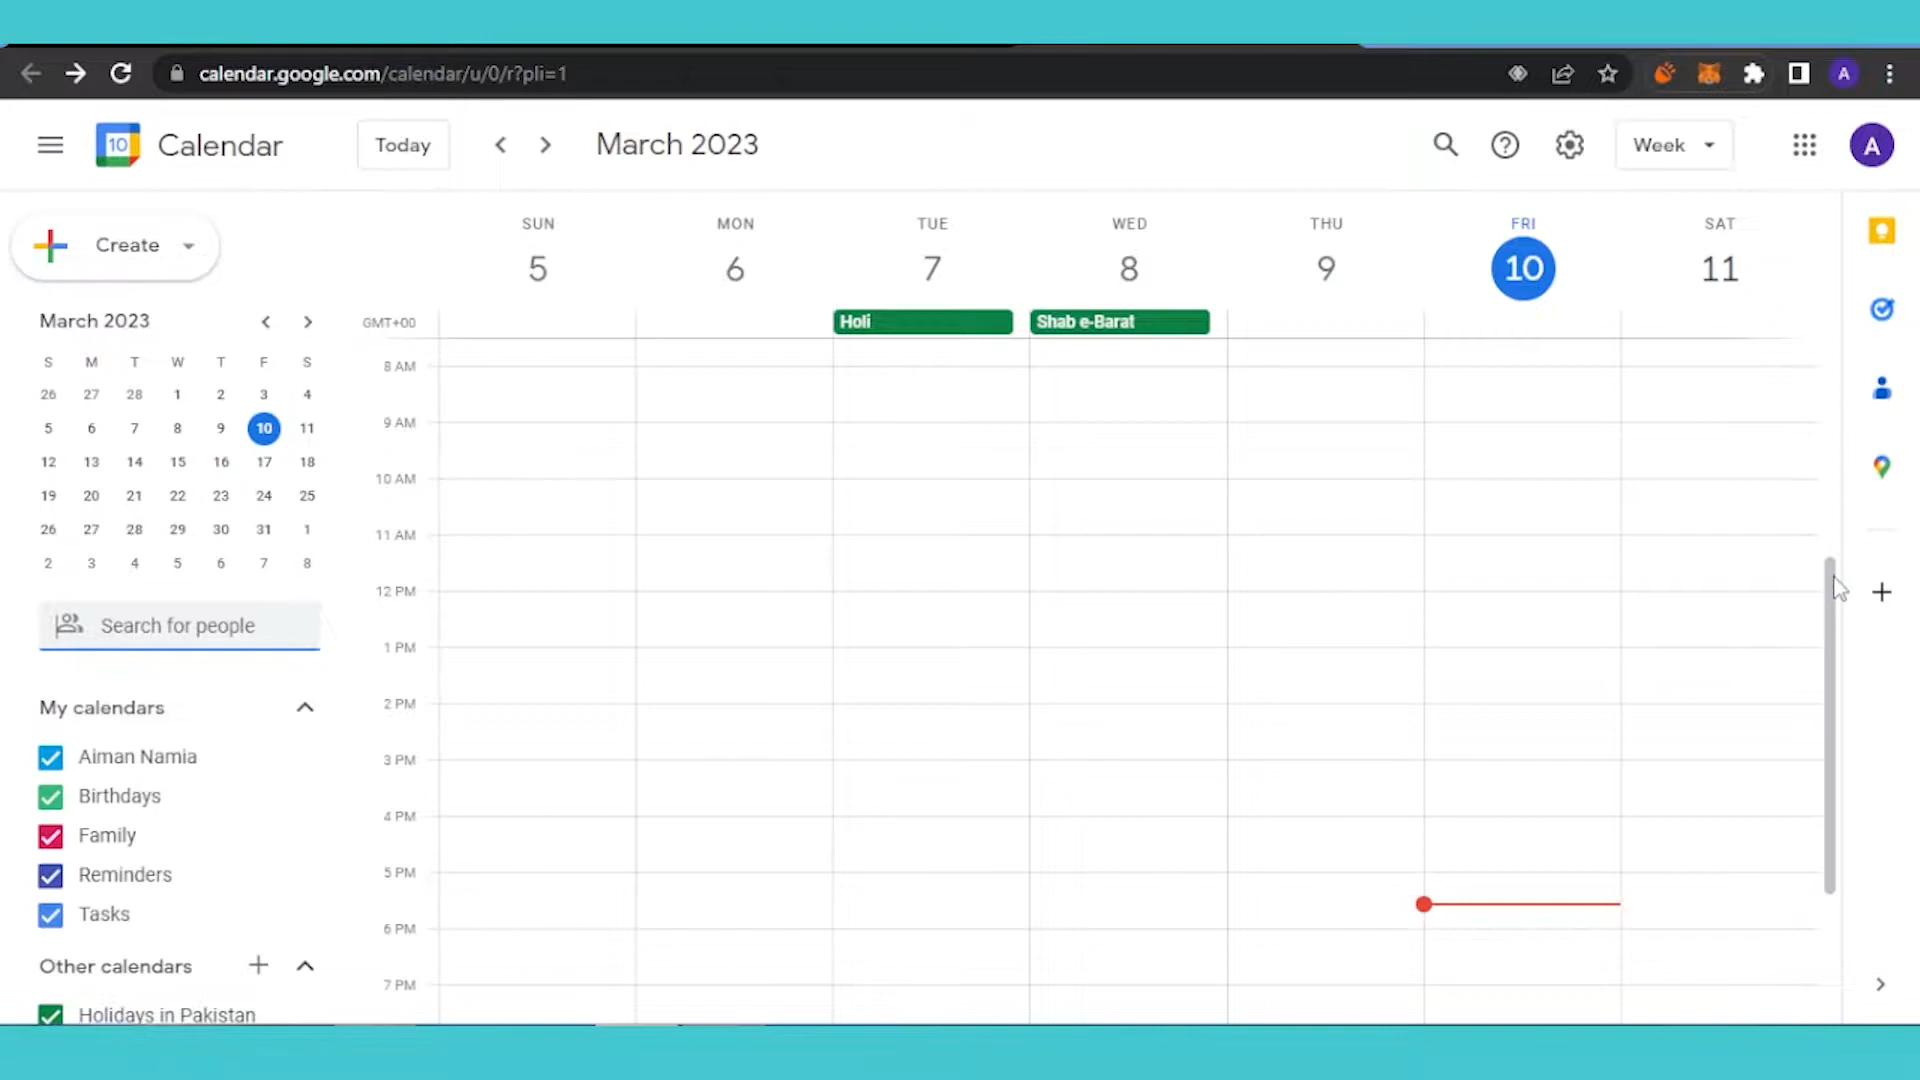 calendar.google.com/calendar/u/0/r?pli=1
A
10 Calendar
Today
March 2023
Week
A
Create
SUN MON TUE WED THU FRI SAT
5 6 7 8 9 10 11
GMT+00 Holi Shab e-Barat
March 2023
S M T W T F S
26 27 28 1 2 3 4
5 6 7 8 9 10 11
12 13 14 15 16 17 18
19 20 21 22 23 24 25
26 27 28 29 30 31 1
2 3 4 5 6 7 8
Search for people
My calendars
Aiman Namia
Birthdays
Family
Reminders
Tasks
Other calendars
Holidays in Pakistan
8 AM
9 AM
10 AM
11 AM
12 PM
1 PM
2 PM
3 PM
4 PM
5 PM
6 PM
7 PM